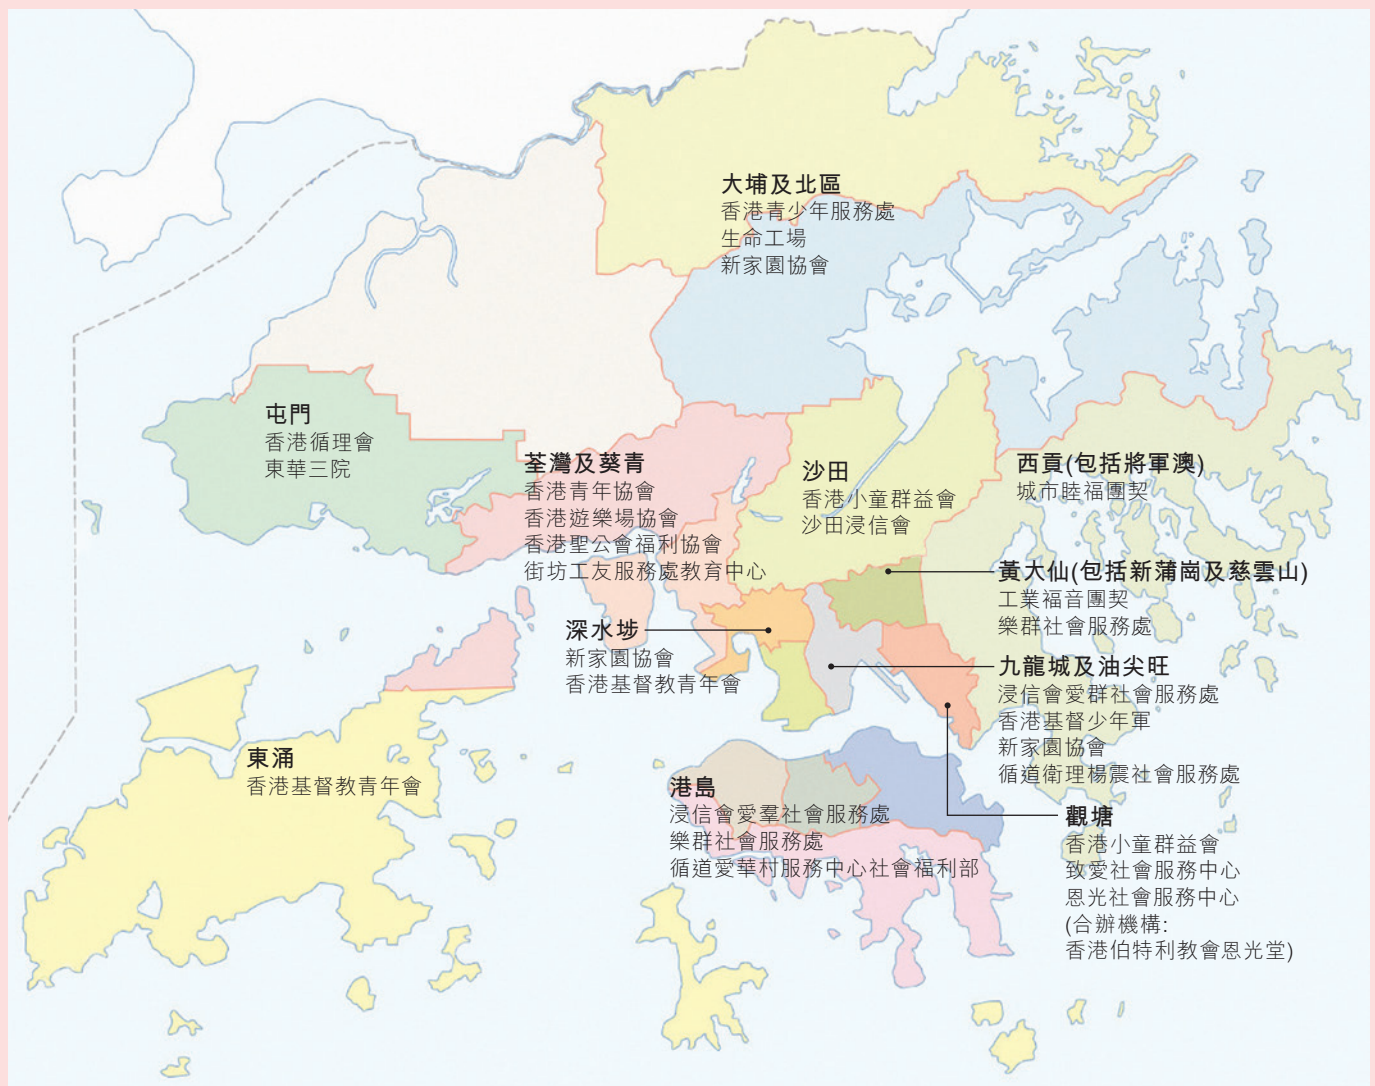 大埔及北區
香港青少年服務處
生命工場
新家園協會
屯門
香港循理會
東華三院
荃灣及葵青
香港青年協會
香港遊樂場協會
香港聖公會福利協會
街坊工友服務處教育中心
沙田
香港小童群益會
沙田浸信會
西貢(包括將軍澳)
城市睦福團契
黃大仙(包括新蒲崗及慈雲山)
工業福音團契
樂群社會服務處
深水埗
新家園協會
香港基督教青年會
九龍城及油尖旺
浸信會愛群社會服務處
香港基督少年軍
新家園協會
循道衛理楊震社會服務處
東涌
香港基督教青年會
港島
浸信會愛羣社會服務處
樂群社會服務處
循道愛華村服務中心社會福利部
觀塘
香港小童群益會
致愛社會服務中心
恩光社會服務中心
(合辦機構:
香港伯特利教會恩光堂)